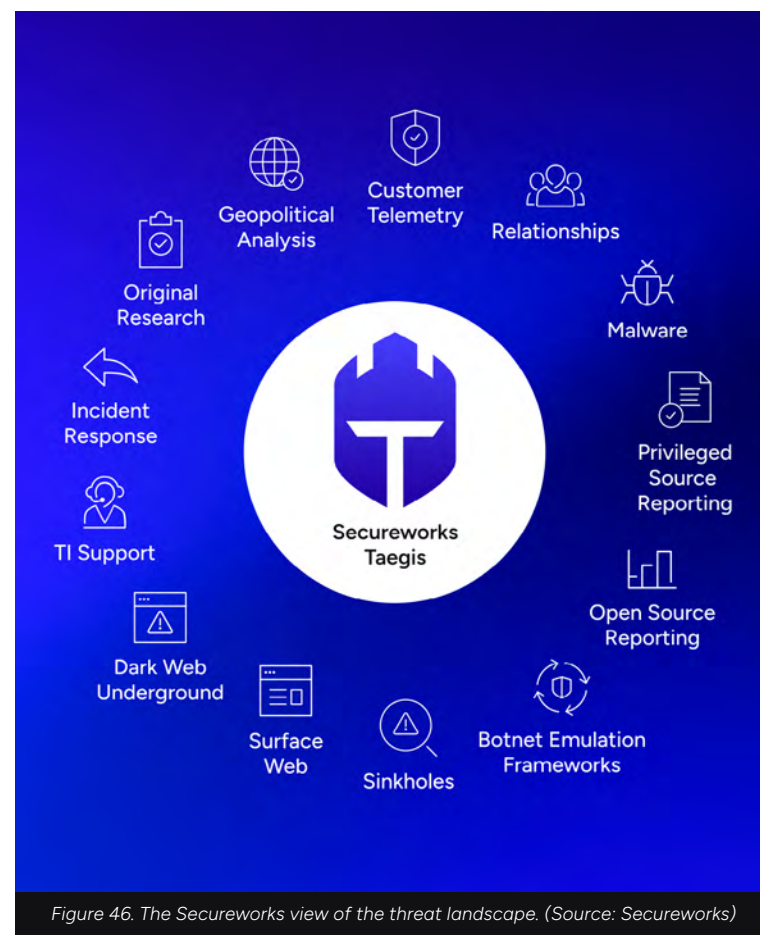 Customer
Telemetry
Relationships
Malware
Privileged
Source
Reporting
Open Source
Reporting
Botnet Emulation
Frameworks
Sinkholes
Surface
Web
Dark Web
Underground
TI Support
Incident
Response
Original
Research
Geopolitical
Analysis
Secureworks
Taegis
Figure 46. The Secureworks view of the threat landscape. (Source: Secureworks)